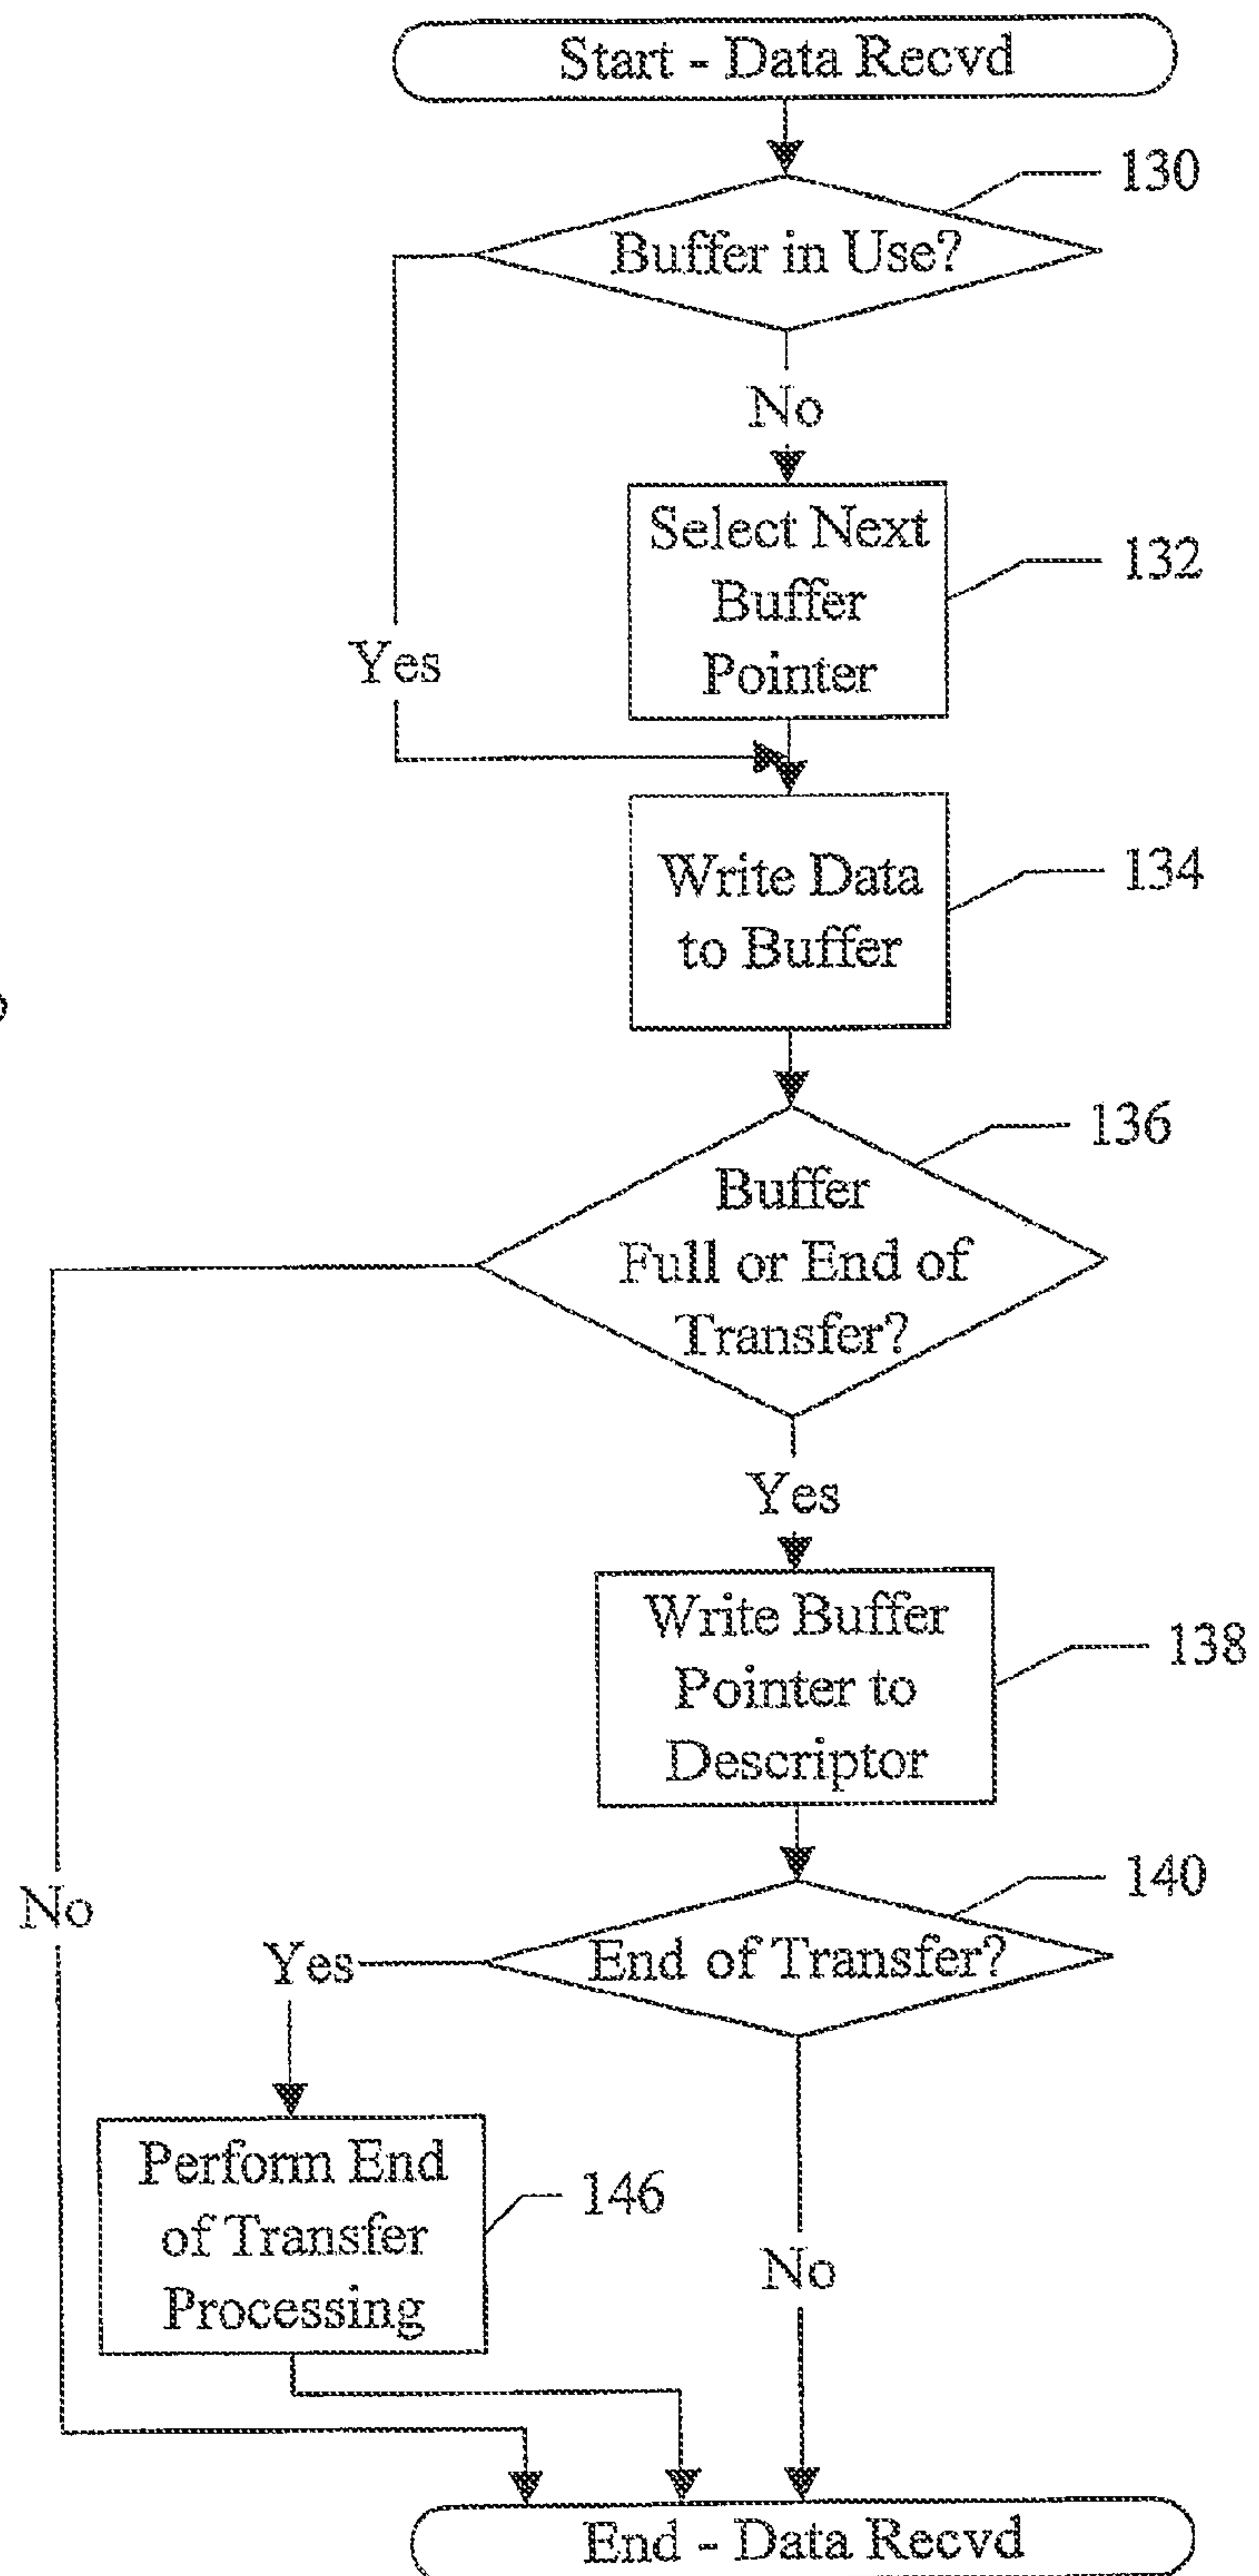 Start - Data Recvd
130
Buffer in Use?
No
Select Next
Buffer
Pointer
132
Yes
Write Data
to Buffer
134
136
Buffer
Full or End of
Transfer?
Yes
Write Buffer
Pointer to
Descriptor
138
140
No
Yes
End of Transfer?
Perform End
of Transfer
Processing
146
No
End - Data Recvd